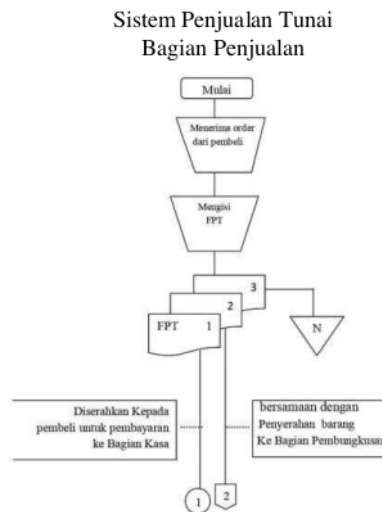 Sistem Penjualan Tunai
Bagian Penjualan
Mulai
Menerima order
dari pembeli
Mengisi
FPT
3
2
FPT 1
N
Diserahkan Kepada
pembeli untuk pembayaran
ke Bagian Kasa
bersamaan dengan
Penyerahan barang
Ke Bagian Pembungkusan
1
2